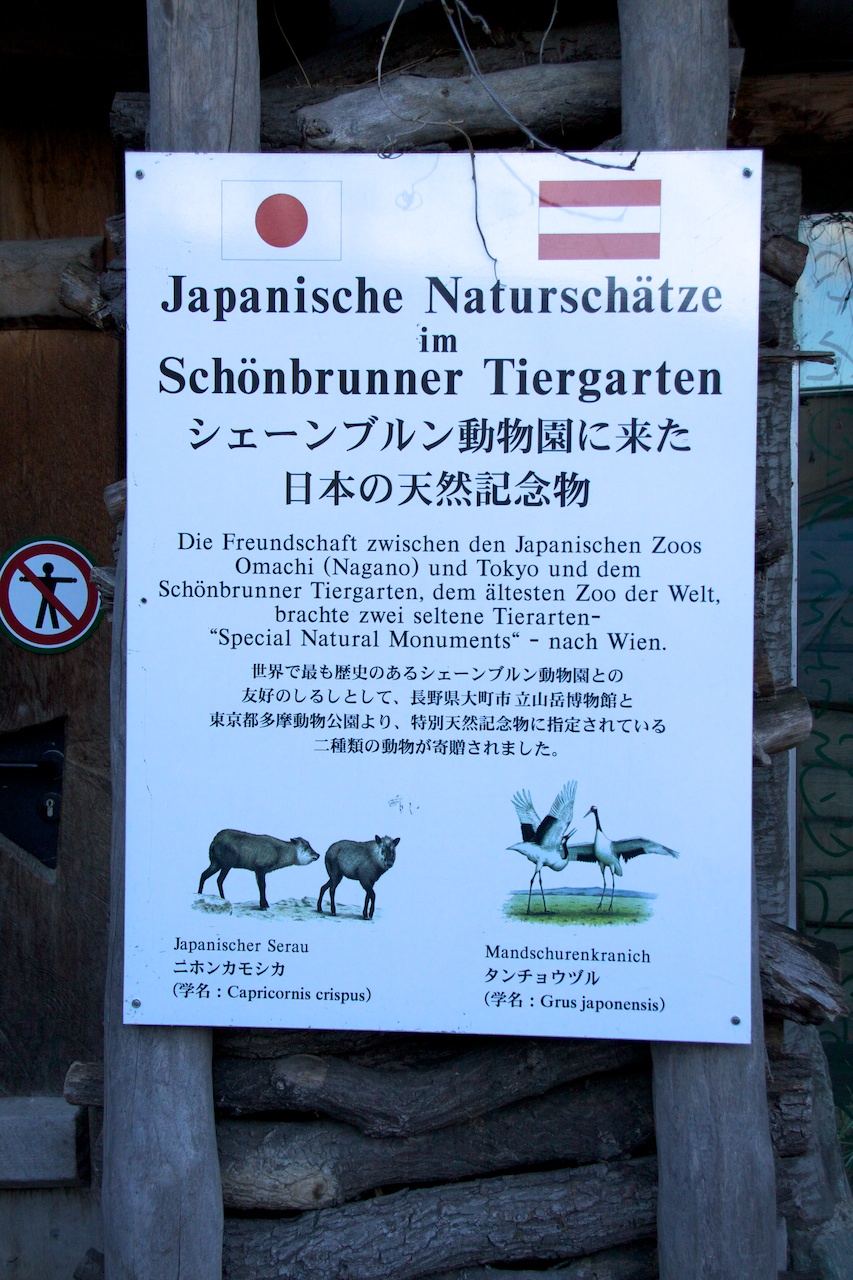 Japanische Naturschätze
im
Schönbrunner Tiergarten
シェーンブルン動物園に来た
日本の天然記念物
Die Freundschaft zwischen den Japanischen Zoos
Omachi (Nagano) und Tokyo und dem
Schönbrunner Tiergarten, dem ältesten Zoo der Welt,
brachte zwei seltene Tierarten-
“Special Natural Monuments“ - nach Wien.
世界で最も歴史のあるシェーンブルン動物園との
友好のしるしとして、長野県大町市立山岳博物館と
東京都多摩動物公園より、特別天然記念物に指定されている
二種類の動物が寄贈されました。
Japanischer Serau
ニホンカモシカ
（学名：Capricornis crispus）
Mandschurenkranich
タンチョウヅル
（学名：Grus japonensis）